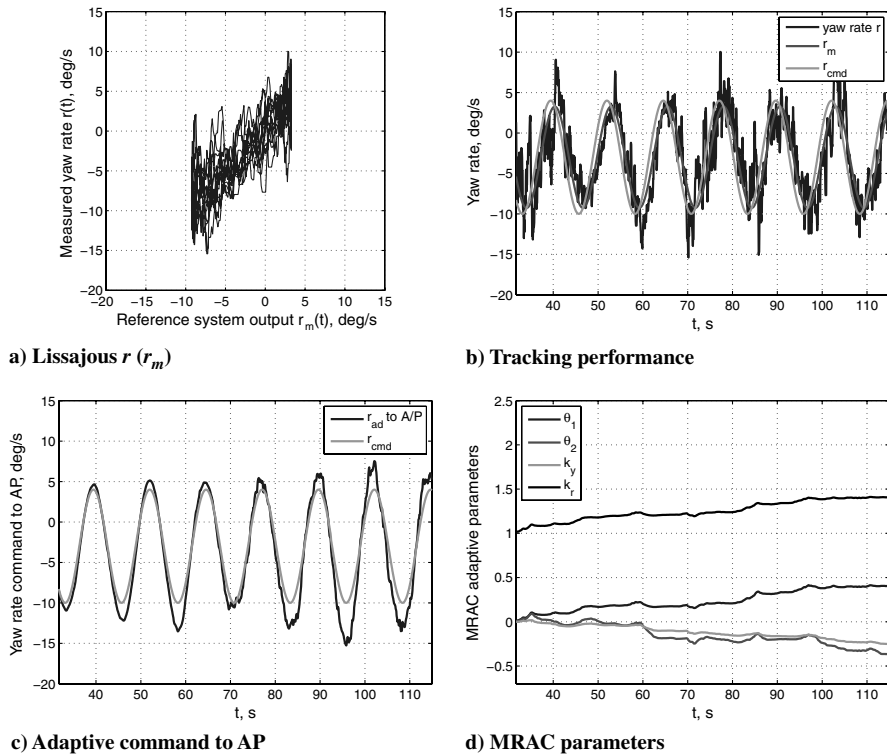 15
10
5
0
−5
−10
−15
−20
−20 −15 −10 −5 0 5 10 15
Measured yaw rate r(t), deg/s
Reference system output r_m(t), deg/s
a) Lissajous r (r_m)
15
10
5
0
−5
−10
−15
−20
40 50 60 70 80 90 100 110
Yaw rate, deg/s
t, s
yaw rate r
r_m
r_cmd
b) Tracking performance
15
10
5
0
−5
−10
−15
−20
40 50 60 70 80 90 100 110
Yaw rate command to AP, deg/s
t, s
r_ad to A/P
r_cmd
c) Adaptive command to AP
2.5
2
1.5
1
0.5
0
−0.5
40 50 60 70 80 90 100 110
MRAC adaptive parameters
t, s
θ_1
θ_2
k_y
k_r
d) MRAC parameters